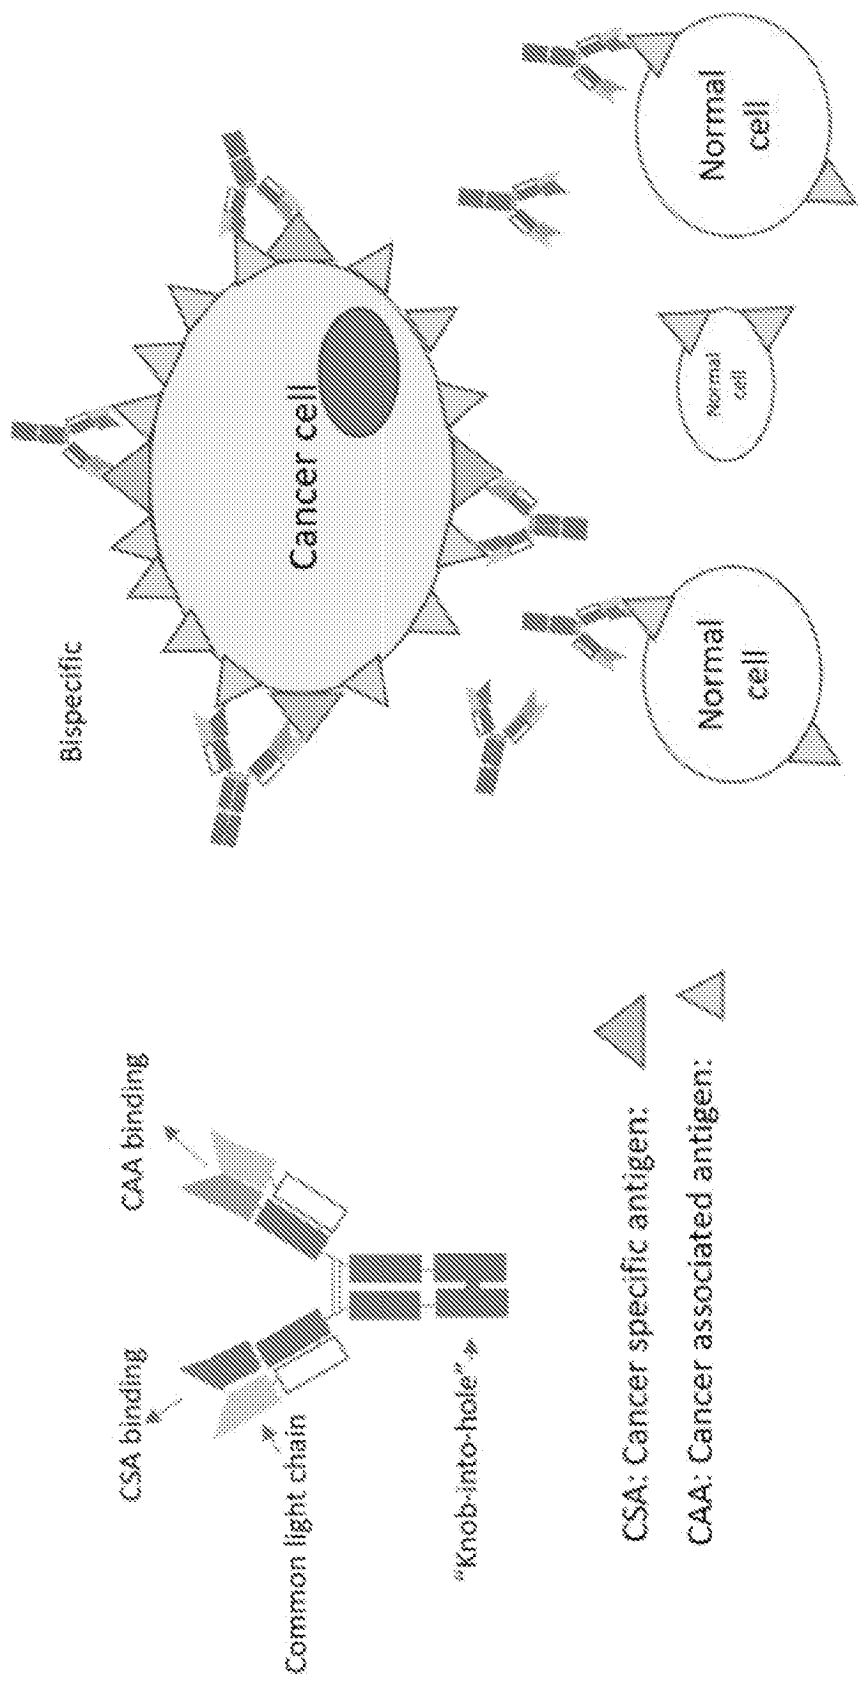 CSA binding
CAA binding
Common light chain
"Knob-into-hole"
CSA: Cancer specific antigen:
CAA: Cancer associated antigen:
Bispecific
Cancer cell
Normal
cell
Normal
cell
Normal
cell